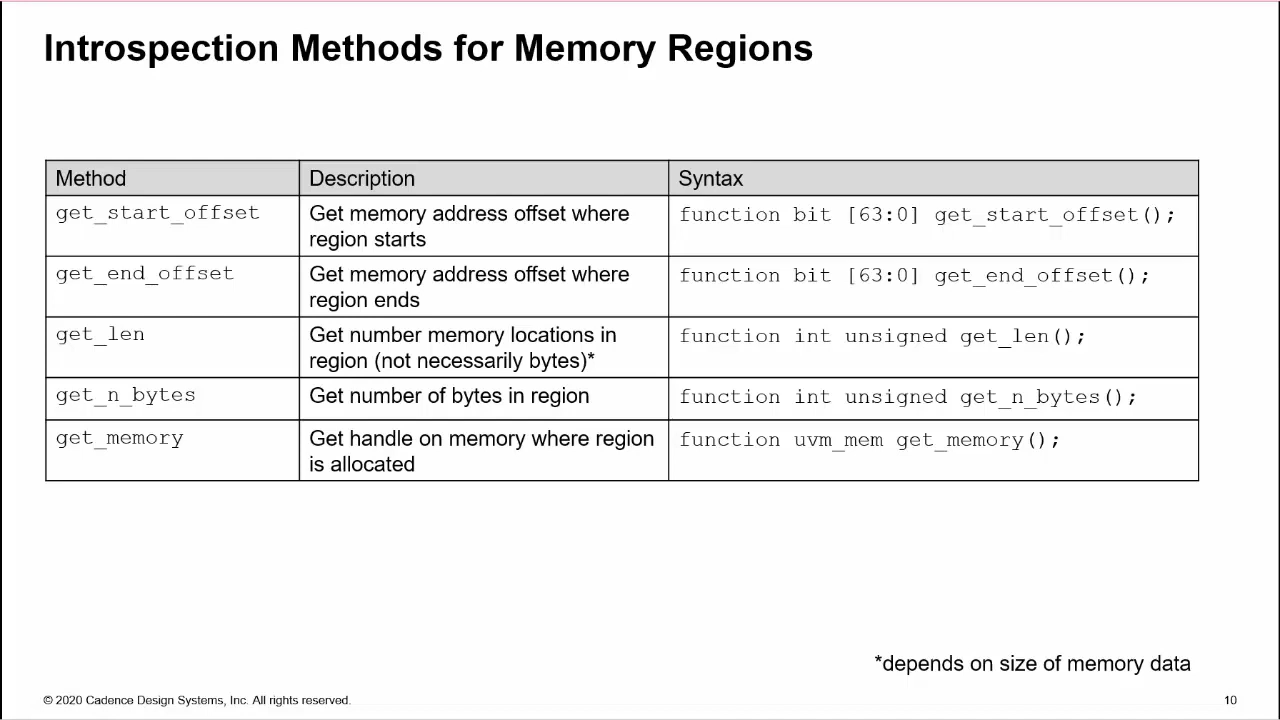 Introspection Methods for Memory Regions
Method Description Syntax
get_start_offset Get memory address offset where function bit [63:0] get_start_offset();
region starts
get_end_offset Get memory address offset where function bit [63:0] get_end_offset();
region ends
get_len Get number memory locations in function int unsigned get_len();
region (not necessarily bytes)*
get_n_bytes Get number of bytes in region function int unsigned get_n_bytes();
get_memory Get handle on memory where region function uvm_mem get_memory();
is allocated
*depends on size of memory data
© 2020 Cadence Design Systems, Inc. All rights reserved. 10